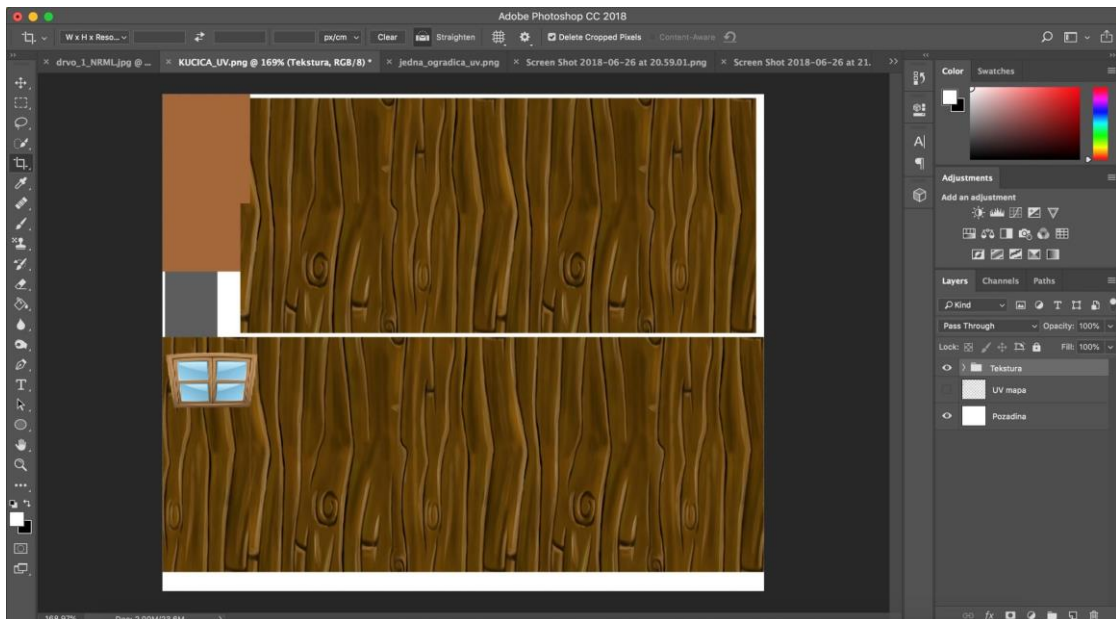 Adobe Photoshop CC 2018
W x H x Reso... px/cm Clear Straighten Delete Cropped Pixels Content-Aware
× drvo_1_NRML.jpg @ ... × KUCICA_UV.png @ 169% (Tekstura, RGB/8) * × jedna_ogradica_uv.png × Screen Shot 2018-06-26 at 20.59.01.png × Screen Shot 2018-06-26 at 21.
Color Swatches
Adjustments
Add an adjustment
Layers Channels Paths
Kind
Pass Through Opacity: 100%
Lock: Fill: 100%
Tekstura
UV mapa
Pozadina
fx